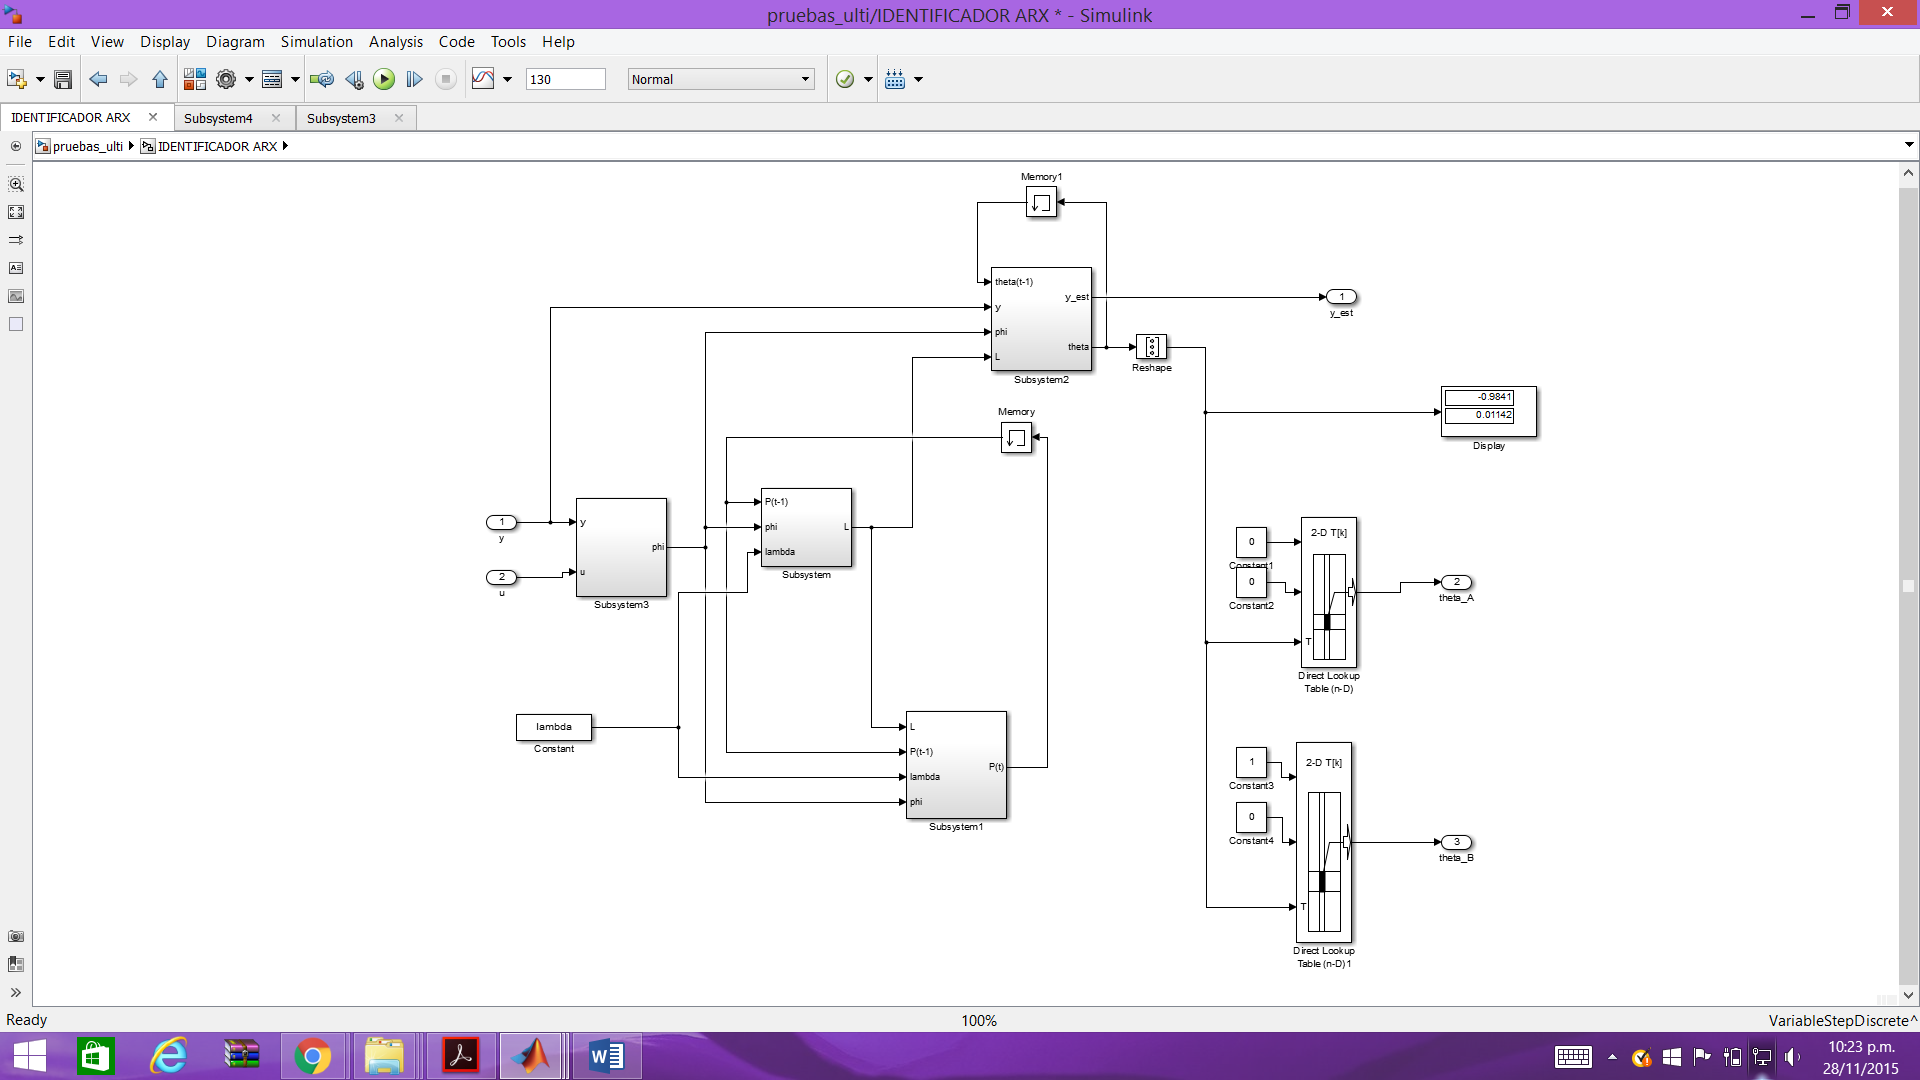 pruebas_ulti/IDENTIFICADOR ARX * - Simulink
File Edit View Display Diagram Simulation Analysis Code Tools Help
130
Normal
IDENTIFICADOR ARX
Subsystem4
Subsystem3
pruebas_ulti
IDENTIFICADOR ARX
Memory1
theta(t-1)
y
phi
L
y_est
theta
Subsystem2
1
y_est
Reshape
-0.9841
0.01142
Display
Memory
1
y
2
u
y
u
phi
Subsystem3
P(t-1)
phi
lambda
L
Subsystem
lambda
Constant
L
P(t-1)
lambda
phi
P(t)
Subsystem1
0
Constant1
0
Constant2
2-D T[k]
T
Direct Lookup
Table (n-D)
2
theta_A
1
Constant3
0
Constant4
2-D T[k]
T
Direct Lookup
Table (n-D)1
3
theta_B
Ready
100%
VariableStepDiscrete
10:23 p.m.
28/11/2015